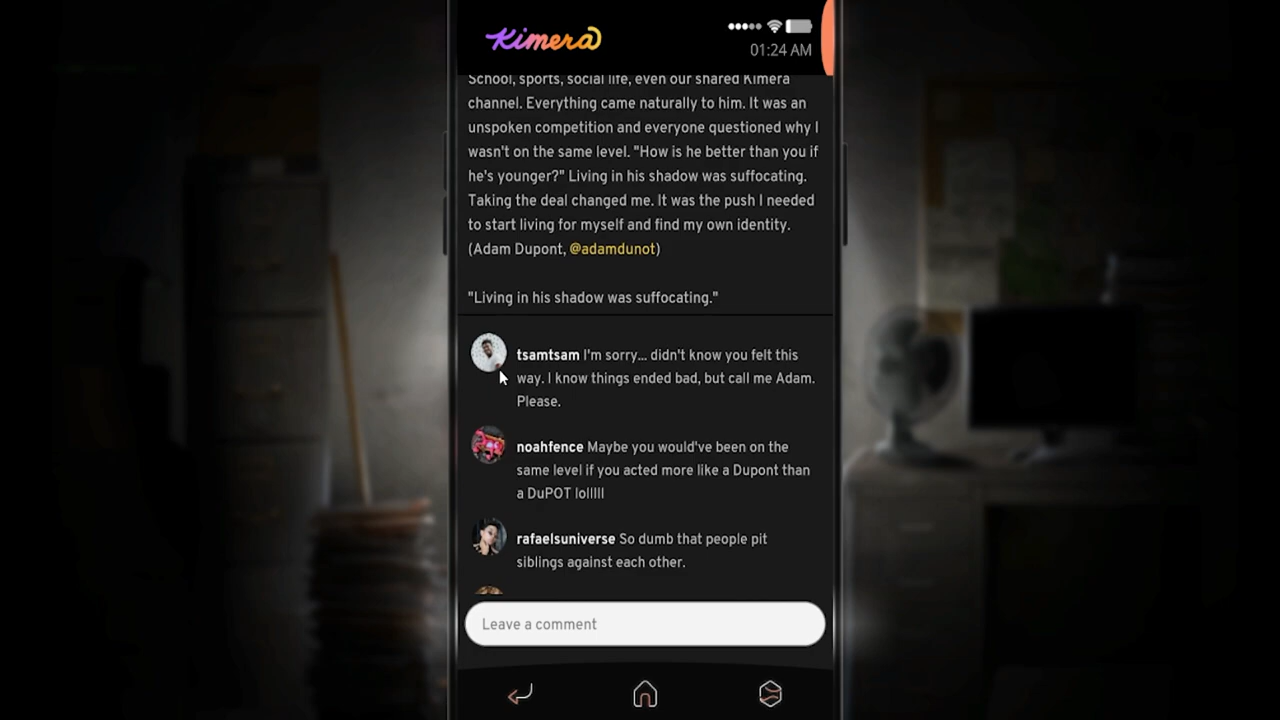 Kimera
01:24 AM
School, sports, social life, even our shared Kimera
channel. Everything came naturally to him. It was an
unspoken competition and everyone questioned why I
wasn't on the same level. "How is he better than you if
he's younger?" Living in his shadow was suffocating.
Taking the deal changed me. It was the push I needed
to start living for myself and find my own identity.
(Adam Dupont, @adamdunot)
"Living in his shadow was suffocating."
tsamtsam I'm sorry... didn't know you felt this
way. I know things ended bad, but call me Adam.
Please.
noahfence Maybe you would've been on the
same level if you acted more like a Dupont than
a DuPOT lolllll
rafaelsuniverse So dumb that people pit
siblings against each other.
Leave a comment